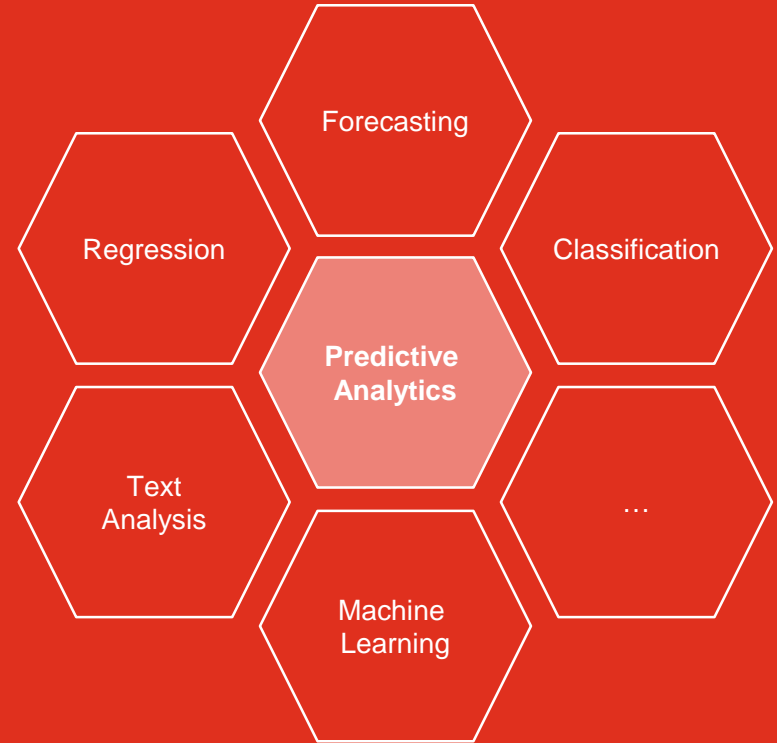 Forecasting
Regression
Classification
Predictive
Analytics
Text
Analysis
…
Machine
Learning